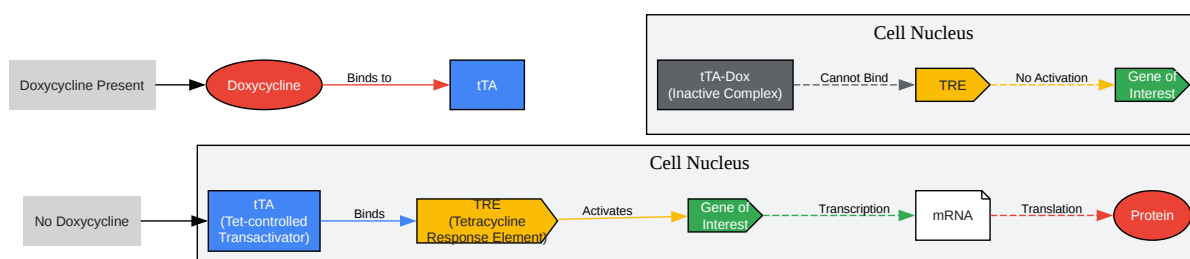 Cell Nucleus
Doxycycline Present
Doxycycline
Binds to
tTA
tTA-Dox
(Inactive Complex)
Cannot Bind
TRE
No Activation
Gene of
Interest
Cell Nucleus
No Doxycycline
tTA
(Tet-controlled
Transactivator)
Binds
TRE
(Tetracycline
Response Element)
Activates
Gene of
Interest
Transcription
mRNA
Translation
Protein